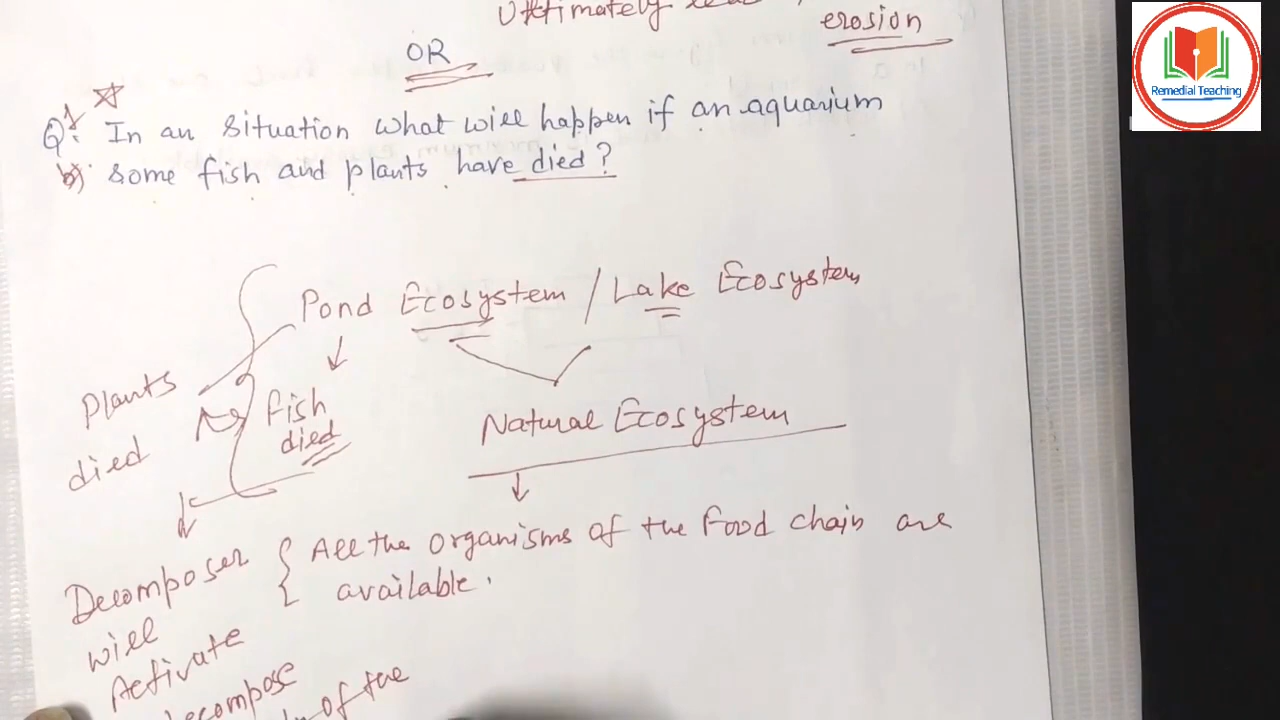 Ultimately
erosion
OR
Q: In an situation what will happen if an aquarium
b) some fish and plants have died?
Pond Ecosystem / Lake Ecosystem
Plants
died
fish
died
Natural Ecosystem
Decomposer
will
Activate
All the organisms of the food chain are
available.
decompose
of the
Remedial Teaching